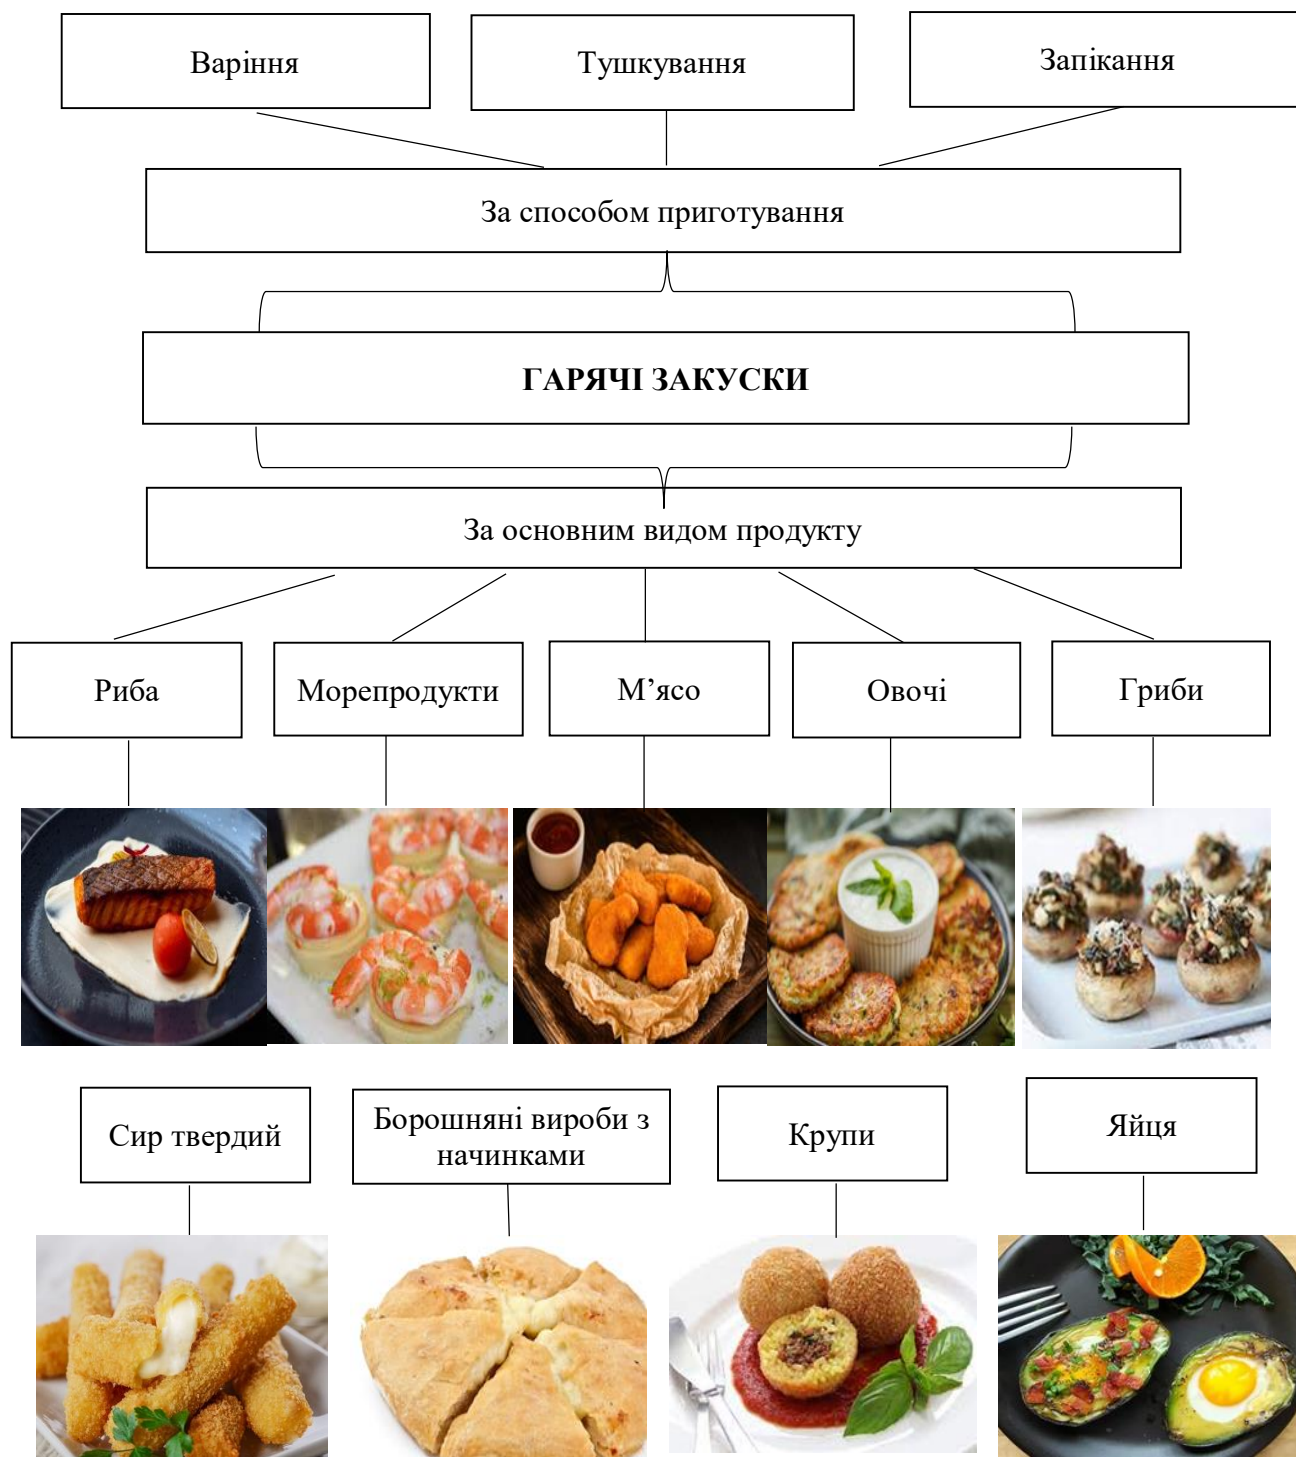 Варіння
Тушкування
Запікання
За способом приготування
ГАРЯЧІ ЗАКУСКИ
За основним видом продукту
Риба
Морепродукти
М’ясо
Овочі
Гриби
Сир твердий
Борошняні вироби з
начинками
Крупи
Яйця